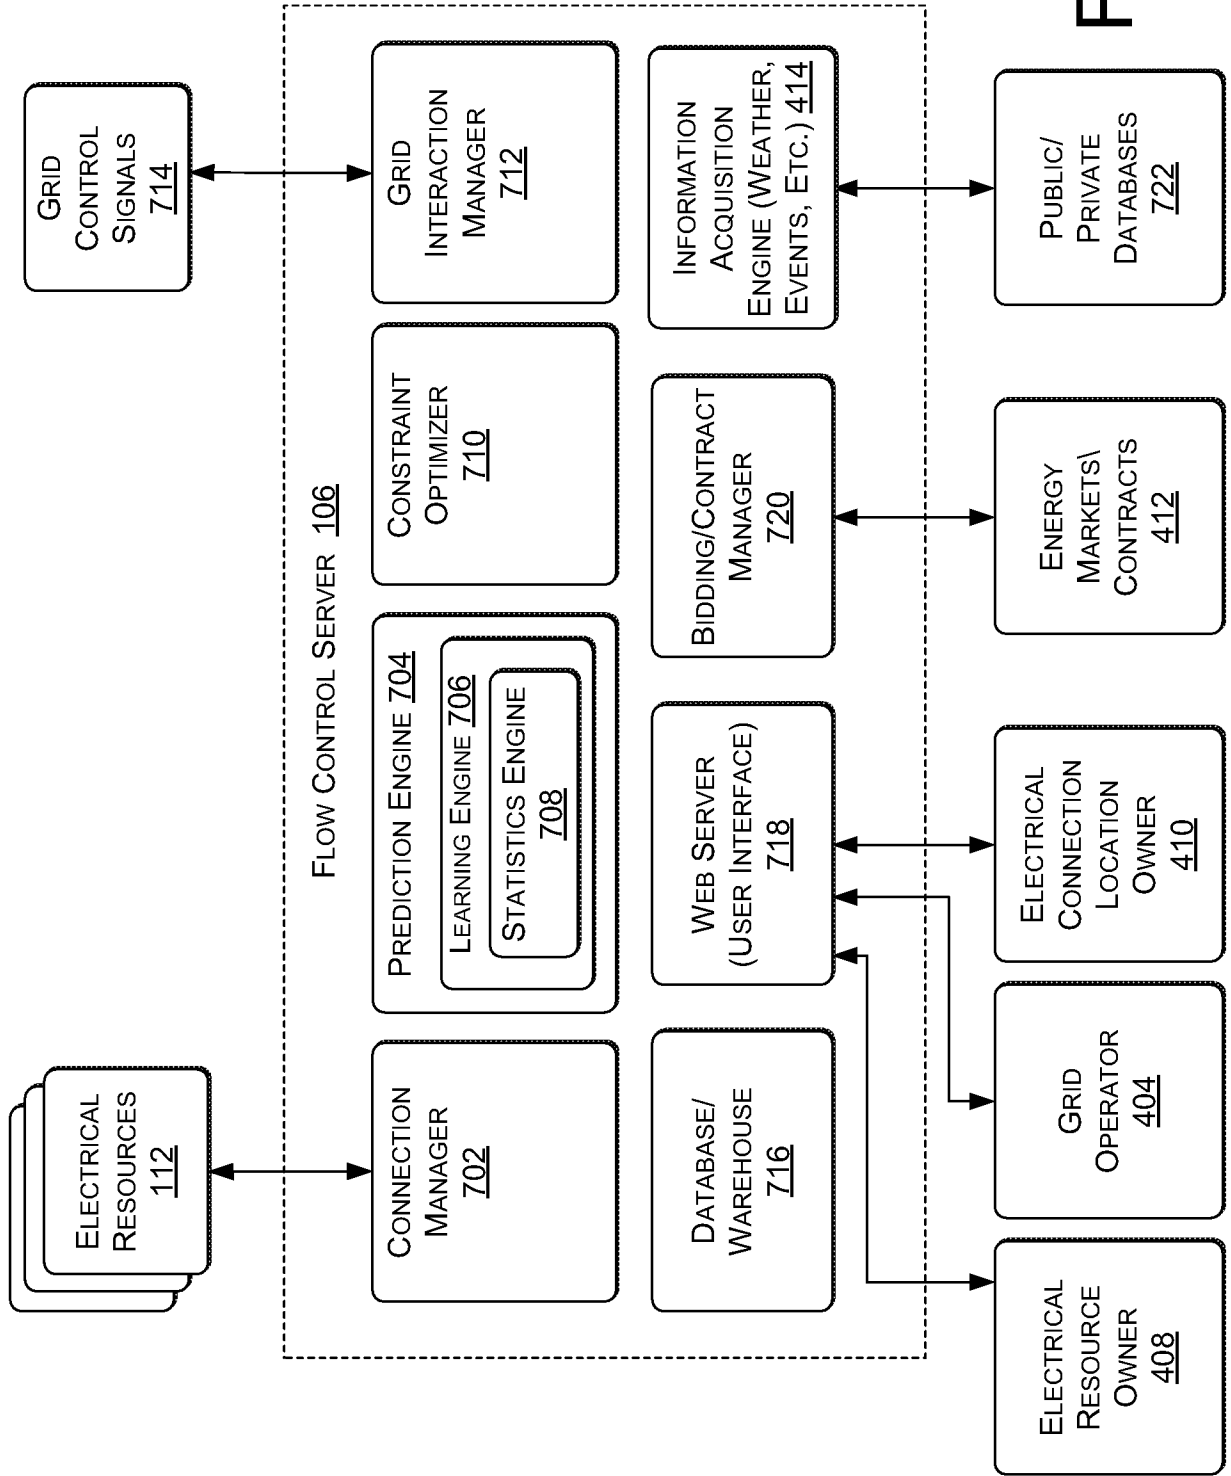 ELECTRICAL
RESOURCES
112
GRID
CONTROL
SIGNALS
714
FLOW CONTROL SERVER 106
CONNECTION
MANAGER
702
PREDICTION ENGINE 704
LEARNING ENGINE 706
STATISTICS ENGINE
708
CONSTRAINT
OPTIMIZER
710
GRID
INTERACTION
MANAGER
712
DATABASE/
WAREHOUSE
716
WEB SERVER
(USER INTERFACE)
718
BIDDING/CONTRACT
MANAGER
720
INFORMATION
ACQUISITION
ENGINE (WEATHER,
EVENTS, ETC.) 414
ELECTRICAL
RESOURCE
OWNER
408
GRID
OPERATOR
404
ELECTRICAL
CONNECTION
LOCATION
OWNER
410
ENERGY
MARKETS\
CONTRACTS
412
PUBLIC/
PRIVATE
DATABASES
722
F